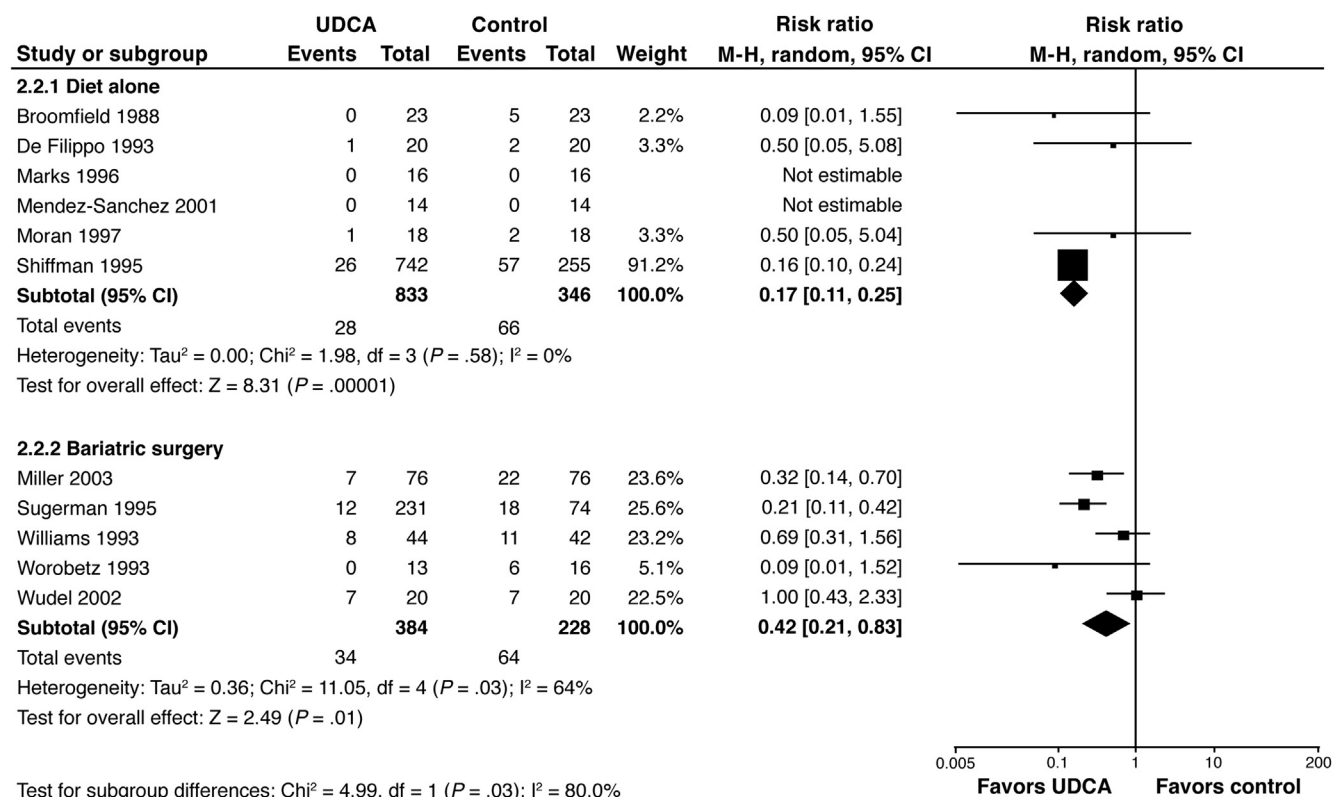 UDCA Control Risk ratio Risk ratio
Study or subgroup Events Total Events Total Weight M-H, random, 95% CI M-H, random, 95% CI
2.2.1 Diet alone
Broomfield 1988 0 23 5 23 2.2% 0.09 [0.01, 1.55]
De Filippo 1993 1 20 2 20 3.3% 0.50 [0.05, 5.08]
Marks 1996 0 16 0 16 Not estimable
Mendez-Sanchez 2001 0 14 0 14 Not estimable
Moran 1997 1 18 2 18 3.3% 0.50 [0.05, 5.04]
Shiffman 1995 26 742 57 255 91.2% 0.16 [0.10, 0.24]
Subtotal (95% CI) 833 346 100.0% 0.17 [0.11, 0.25]
Total events 28 66
Heterogeneity: Tau² = 0.00; Chi² = 1.98, df = 3 (P = .58); I² = 0%
Test for overall effect: Z = 8.31 (P = .00001)
2.2.2 Bariatric surgery
Miller 2003 7 76 22 76 23.6% 0.32 [0.14, 0.70]
Sugerman 1995 12 231 18 74 25.6% 0.21 [0.11, 0.42]
Williams 1993 8 44 11 42 23.2% 0.69 [0.31, 1.56]
Worobetz 1993 0 13 6 16 5.1% 0.09 [0.01, 1.52]
Wudel 2002 7 20 7 20 22.5% 1.00 [0.43, 2.33]
Subtotal (95% CI) 384 228 100.0% 0.42 [0.21, 0.83]
Total events 34 64
Heterogeneity: Tau² = 0.36; Chi² = 11.05, df = 4 (P = .03); I² = 64%
Test for overall effect: Z = 2.49 (P = .01)
0.005 0.1 1 10 200
Favors UDCA Favors control
Test for subgroup differences: Chi² = 4.99, df = 1 (P = .03); I² = 80.0%